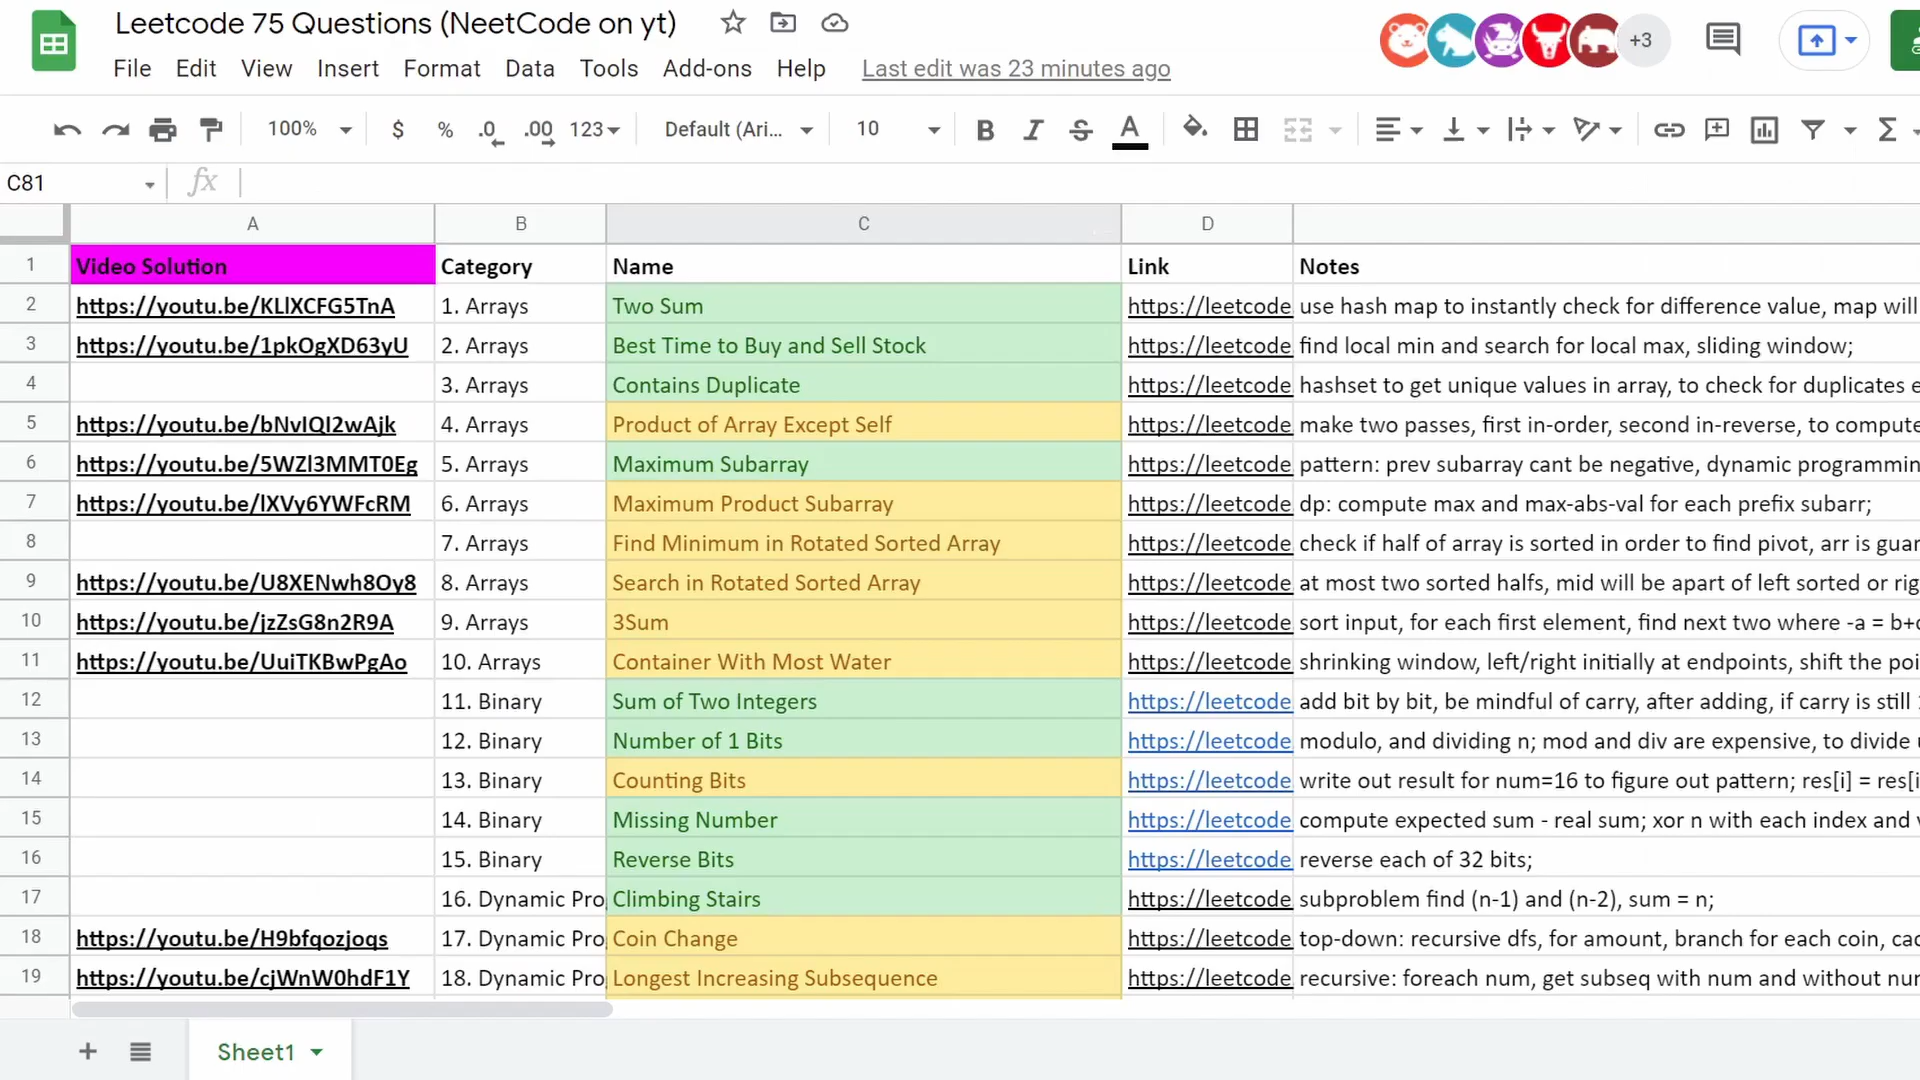 Leetcode 75 Questions (NeetCode on yt)
+3
File Edit View Insert Format Data Tools Add-ons Help Last edit was 23 minutes ago
100% $ % .0 .00 123 Default (Ari... 10 B I S A Σ
C81 fx
A B C D
1 Video Solution Category Name Link Notes
2 https://youtu.be/KLlXCFG5TnA 1. Arrays Two Sum https://leetcode. use hash map to instantly check for difference value, map will
3 https://youtu.be/1pkOgXD63yU 2. Arrays Best Time to Buy and Sell Stock https://leetcode. find local min and search for local max, sliding window;
4 3. Arrays Contains Duplicate https://leetcode. hashset to get unique values in array, to check for duplicates e
5 https://youtu.be/bNvIQI2wAjk 4. Arrays Product of Array Except Self https://leetcode. make two passes, first in-order, second in-reverse, to compute
6 https://youtu.be/5WZl3MMT0Eg 5. Arrays Maximum Subarray https://leetcode. pattern: prev subarray cant be negative, dynamic programmin
7 https://youtu.be/lXVy6YWFcRM 6. Arrays Maximum Product Subarray https://leetcode. dp: compute max and max-abs-val for each prefix subarr;
8 7. Arrays Find Minimum in Rotated Sorted Array https://leetcode. check if half of array is sorted in order to find pivot, arr is guar
9 https://youtu.be/U8XENwh8Oy8 8. Arrays Search in Rotated Sorted Array https://leetcode. at most two sorted halfs, mid will be apart of left sorted or rig
10 https://youtu.be/jzZsG8n2R9A 9. Arrays 3Sum https://leetcode. sort input, for each first element, find next two where -a = b+c
11 https://youtu.be/UuiTKBwPgAo 10. Arrays Container With Most Water https://leetcode. shrinking window, left/right initially at endpoints, shift the poi
12 11. Binary Sum of Two Integers https://leetcode. add bit by bit, be mindful of carry, after adding, if carry is still
13 12. Binary Number of 1 Bits https://leetcode. modulo, and dividing n; mod and div are expensive, to divide
14 13. Binary Counting Bits https://leetcode. write out result for num=16 to figure out pattern; res[i] = res[i
15 14. Binary Missing Number https://leetcode. compute expected sum - real sum; xor n with each index and
16 15. Binary Reverse Bits https://leetcode. reverse each of 32 bits;
17 16. Dynamic Pro Climbing Stairs https://leetcode. subproblem find (n-1) and (n-2), sum = n;
18 https://youtu.be/H9bfqozjoqs 17. Dynamic Pro Coin Change https://leetcode. top-down: recursive dfs, for amount, branch for each coin, cac
19 https://youtu.be/cjWnW0hdF1Y 18. Dynamic Pro Longest Increasing Subsequence https://leetcode. recursive: foreach num, get subseq with num and without nur
Sheet1